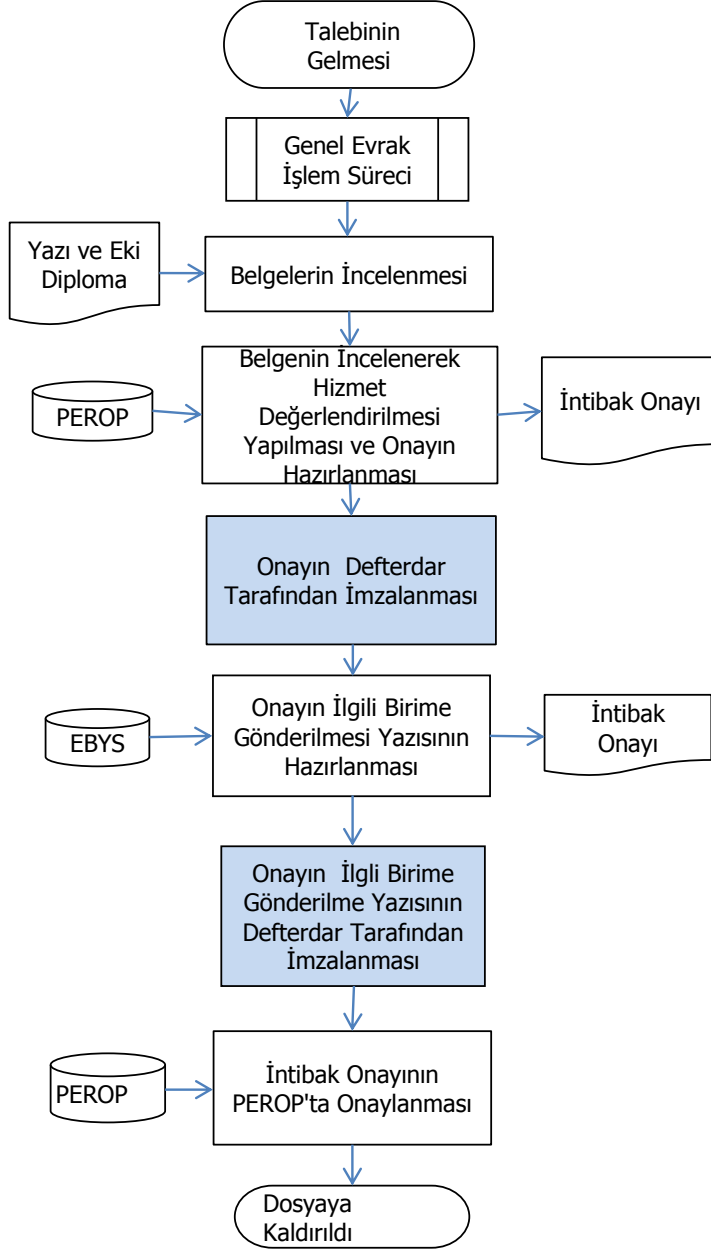 Talebinin
Gelmesi
Genel Evrak
İşlem Süreci
Yazı ve Eki
Diploma
Belgelerin İncelenmesi
PEROP
Belgenin İncelenerek
Hizmet
Değerlendirilmesi
Yapılması ve Onayın
Hazırlanması
İntibak Onayı
Onayın Defterdar
Tarafından İmzalanması
EBYS
Onayın İlgili Birime
Gönderilmesi Yazısının
Hazırlanması
İntibak
Onayı
Onayın İlgli Birime
Gönderilme Yazısının
Defterdar Tarafından
İmzalanması
PEROP
İntibak Onayının
PEROP'ta Onaylanması
Dosyaya
Kaldırıldı